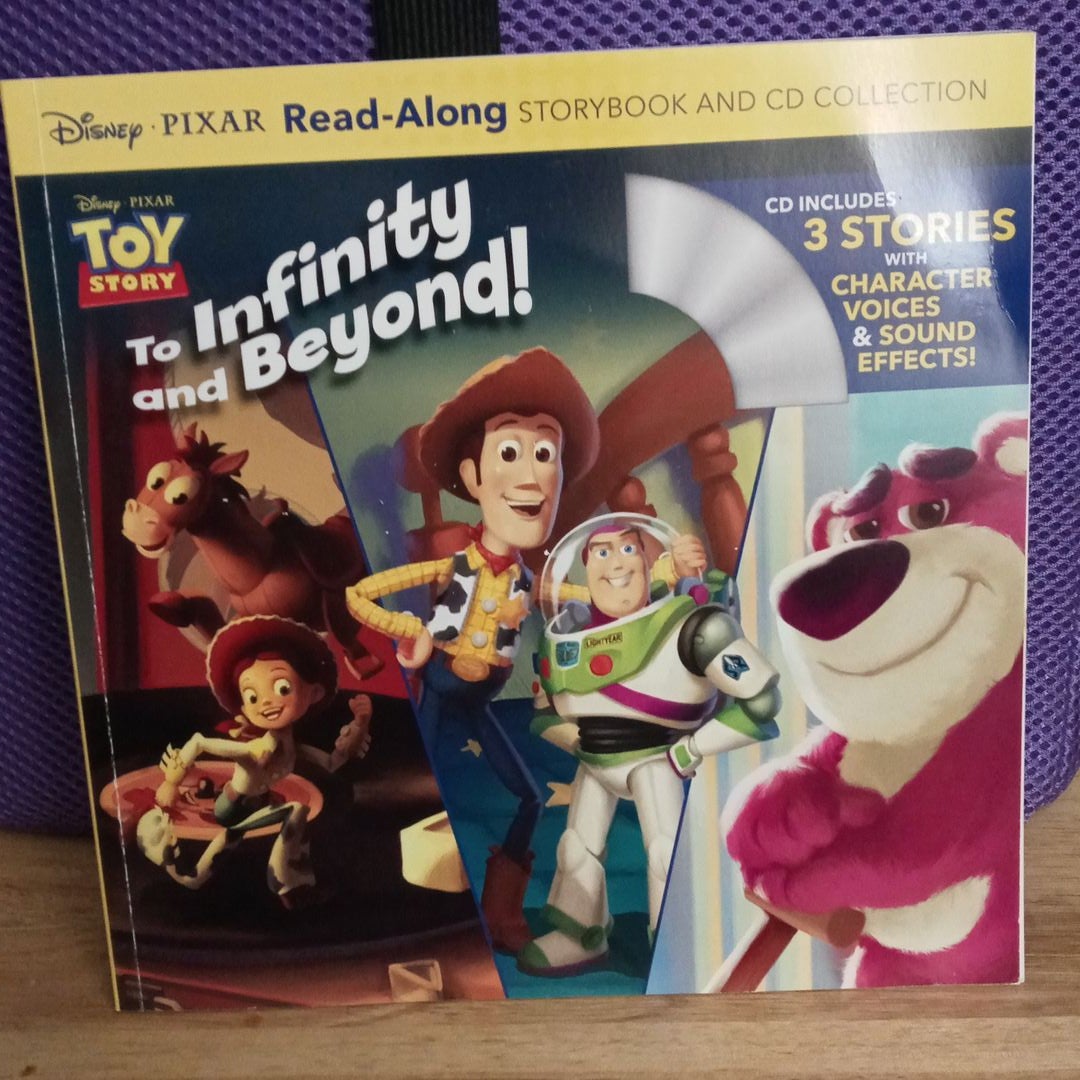 Disney · PIXAR Read-Along STORYBOOK AND CD COLLECTION
Disney · PIXAR
TOY
STORY
To Infinity
and Beyond!
CD INCLUDES
3 STORIES
WITH
CHARACTER
VOICES
& SOUND
EFFECTS!
LIGHTYEAR